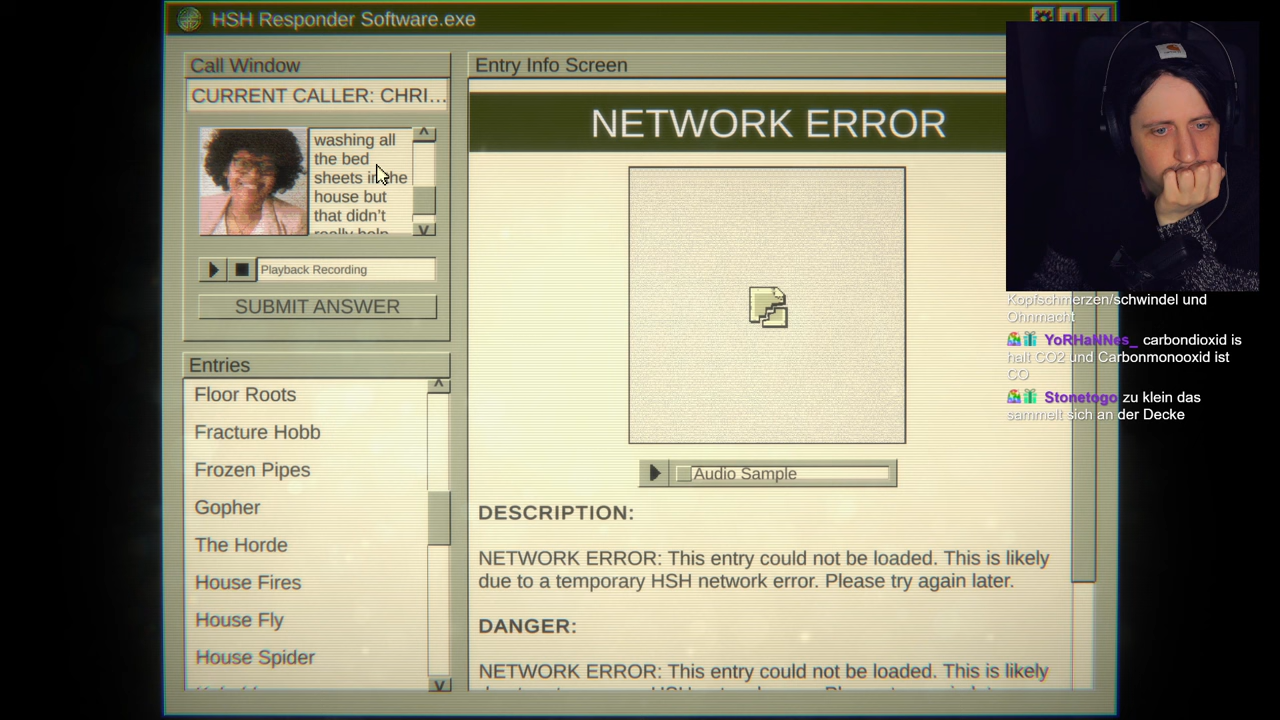 HSH Responder Software.exe
Call Window
CURRENT CALLER: CHRI...
washing all
the bed
sheets in the
house but
that didn't
really help
Playback Recording
SUBMIT ANSWER
Entries
Floor Roots
Fracture Hobb
Frozen Pipes
Gopher
The Horde
House Fires
House Fly
House Spider
Entry Info Screen
NETWORK ERROR
Audio Sample
DESCRIPTION:
NETWORK ERROR: This entry could not be loaded. This is likely
due to a temporary HSH network error. Please try again later.
DANGER:
NETWORK ERROR: This entry could not be loaded. This is likely
Kopfschmerzen/schwindel und
Ohnmacht
YoRHaNNes_ carbondioxid is
halt CO2 und Carbonmonooxid ist
CO
Stonetogo zu klein das
sammelt sich an der Decke